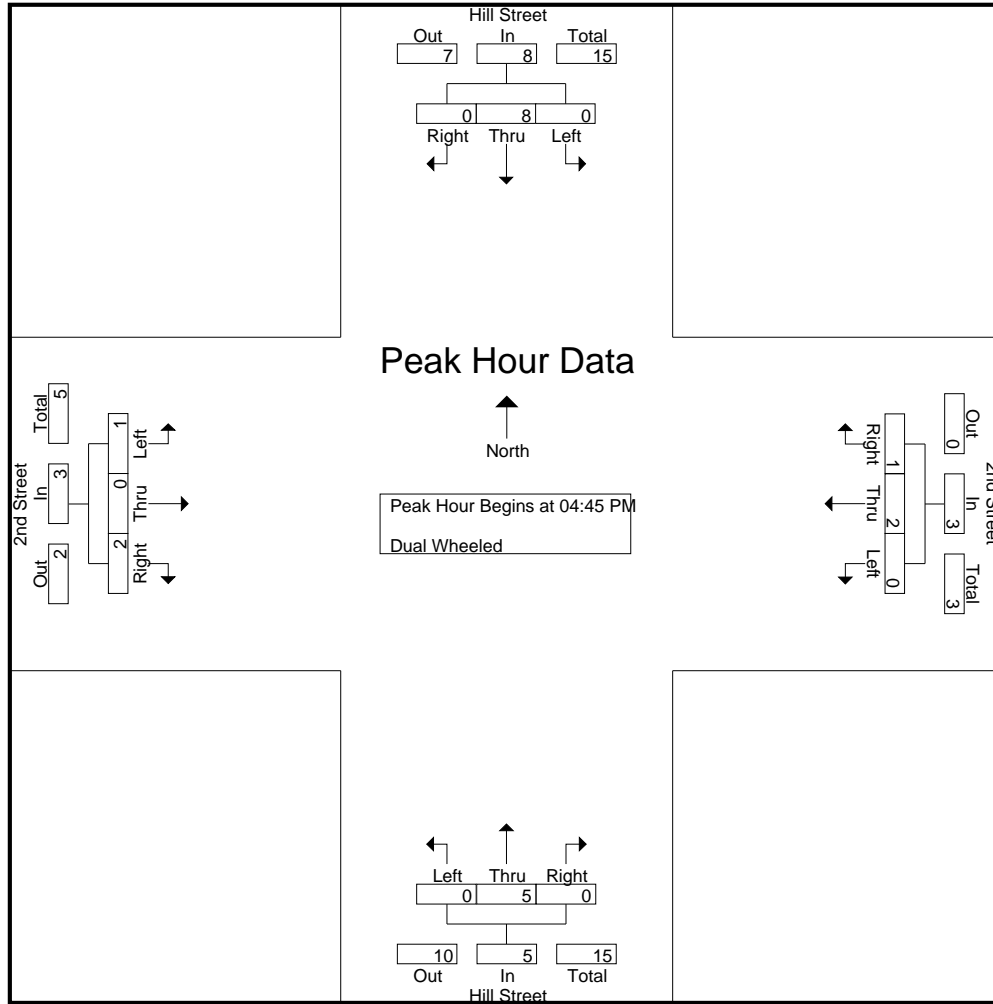 Hill Street
Out In Total
7 8 15
0 8 0
Right Thru Left
Peak Hour Data
North
Peak Hour Begins at 04:45 PM
Dual Wheeled
2nd Street
Total In Out
5 3 2
1 0 2
Left Thru Right
2nd Street
Out In Total
0 3 3
1 2 0
Right Thru Left
Left Thru Right
0 5 0
10 5 15
Out In Total
Hill Street